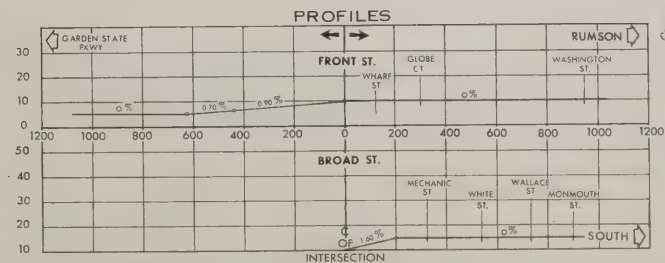 PROFILES
GARDEN STATE
PKWY
RUMSON
FRONT ST.
GLOBE
CT
WASHINGTON
ST.
WHARF
ST
30
20
10
0
0%
0.70%
0.90%
0%
1200 1000 800 600 400 200 0 200 400 600 800 1000 1200
BROAD ST.
50
40
30
20
10
MECHANIC
ST
WHITE
ST.
WALLACE
ST
MONMOUTH
ST.
℄
OF
INTERSECTION
1.60%
0%
SOUTH